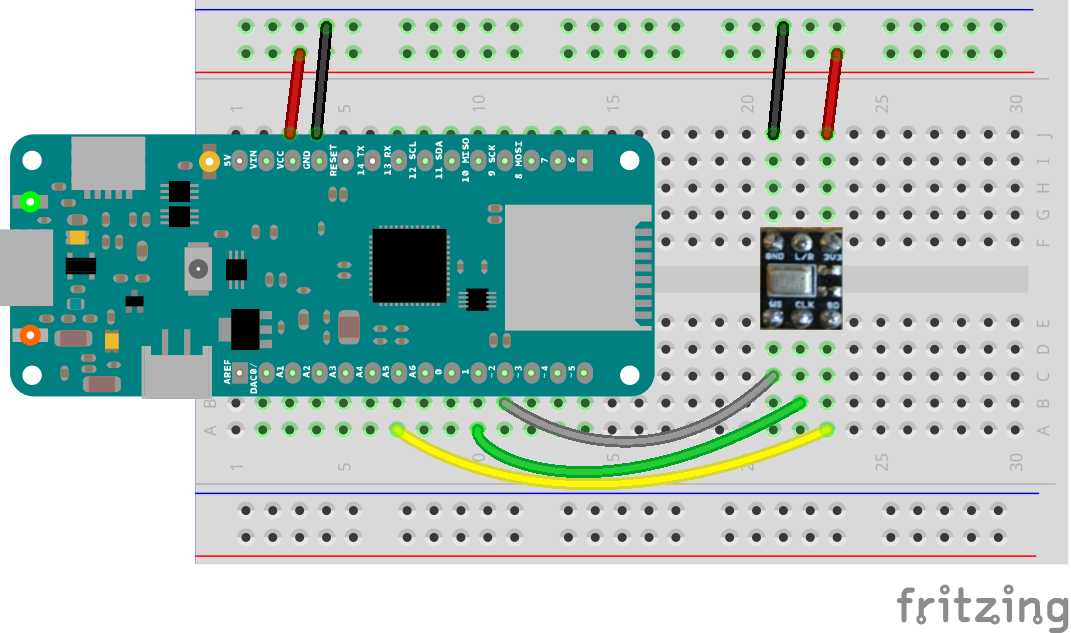 1 5 10 15 20 25 30
J
I
H
G
F
E
D
C
B
A
5V VIN VCC GND RESET 14 TX 13 RX 12 SCL 11 SDA 10 MISO 9 SCK 8 MOSI 7 6
AREF DAC0/ A1 A2 A3 A4 A5 A6 0 1 ~2 ~3 ~4 ~5
GND L/R 3V3
WS CLK SD
B
A
1 5 10 15 20 25 30
fritzing